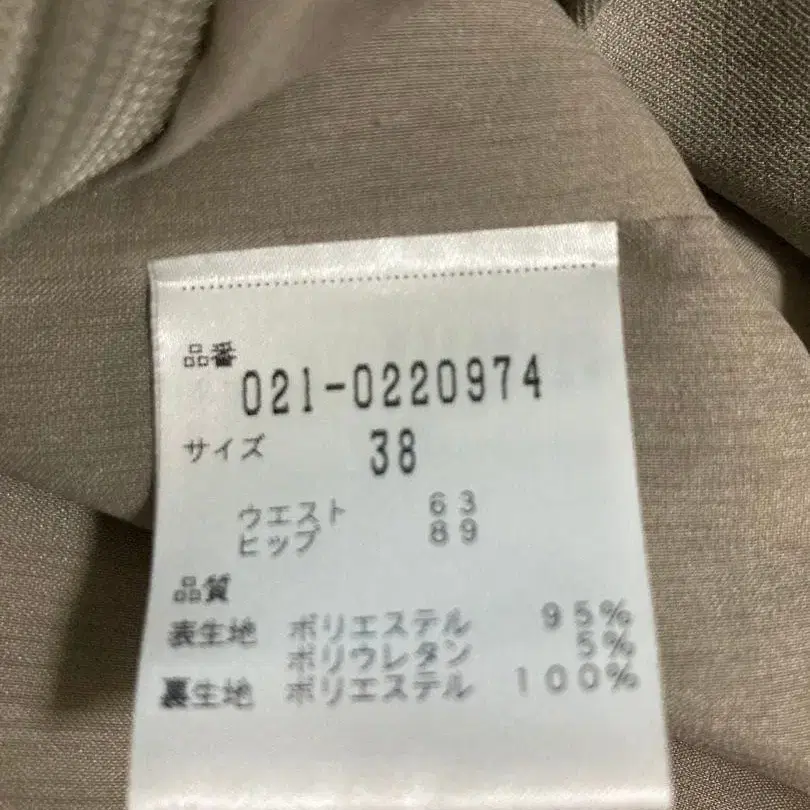 品番
021-0220974
サイズ 38
ウエスト 63
ヒップ 89
品質
表生地 ポリエステル 95%
ポリウレタン 5%
裏生地 ポリエステル 100%